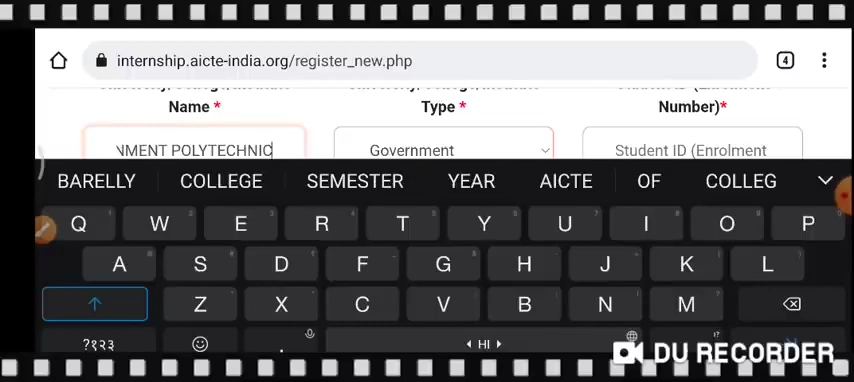 internship.aicte-india.org/register_new.php
4
Name * Type * Number)*
NMENT POLYTECHNIC Government Student ID (Enrolment
BARELLY COLLEGE SEMESTER YEAR AICTE OF COLLEG
Q W E R T Y U I O P
A S D F G H J K L
Z X C V B N M
?१२३ . HI
DU RECORDER